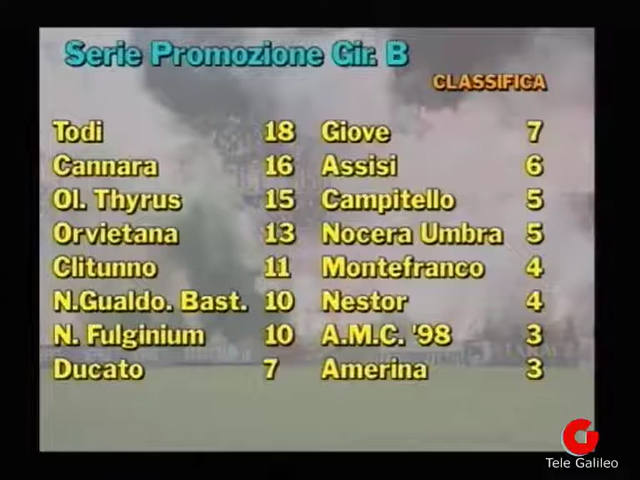 Serie Promozione Gir. B
CLASSIFICA
Todi 18 Giove 7
Cannara 16 Assisi 6
Ol. Thyrus 15 Campitello 5
Orvietana 13 Nocera Umbra 5
Clitunno 11 Montefranco 4
N.Gualdo. Bast. 10 Nestor 4
N. Fulginium 10 A.M.C. '98 3
Ducato 7 Amerina 3
G
Tele Galileo